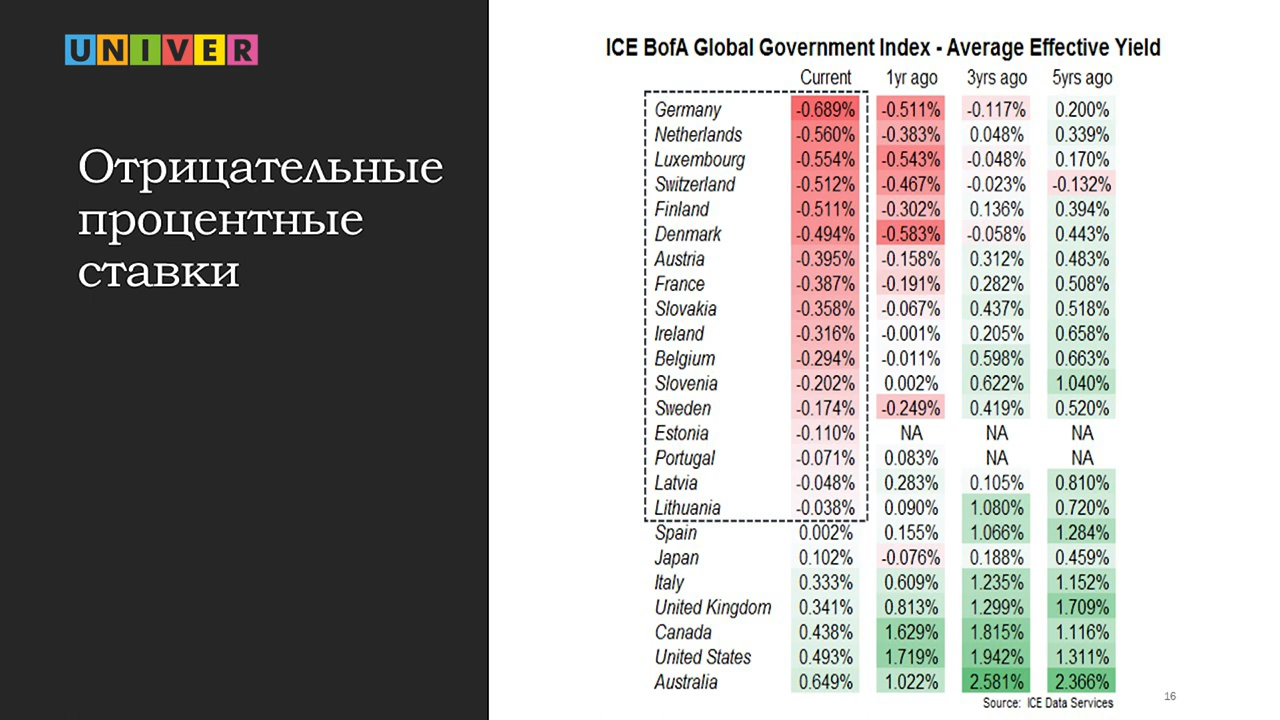 UNIVER
Отрицательные
процентные
ставки
ICE BofA Global Government Index - Average Effective Yield
Current 1yr ago 3yrs ago 5yrs ago
Germany -0.689% -0.511% -0.117% 0.200%
Netherlands -0.560% -0.383% 0.048% 0.339%
Luxembourg -0.554% -0.543% -0.048% 0.170%
Switzerland -0.512% -0.467% -0.023% -0.132%
Finland -0.511% -0.302% 0.136% 0.394%
Denmark -0.494% -0.583% -0.058% 0.443%
Austria -0.395% -0.158% 0.312% 0.483%
France -0.387% -0.191% 0.282% 0.508%
Slovakia -0.358% -0.067% 0.437% 0.518%
Ireland -0.316% -0.001% 0.205% 0.658%
Belgium -0.294% -0.011% 0.598% 0.663%
Slovenia -0.202% 0.002% 0.622% 1.040%
Sweden -0.174% -0.249% 0.419% 0.520%
Estonia -0.110% NA NA NA
Portugal -0.071% 0.083% NA NA
Latvia -0.048% 0.283% 0.105% 0.810%
Lithuania -0.038% 0.090% 1.080% 0.720%
Spain 0.002% 0.155% 1.066% 1.284%
Japan 0.102% -0.076% 0.188% 0.459%
Italy 0.333% 0.609% 1.235% 1.152%
United Kingdom 0.341% 0.813% 1.299% 1.709%
Canada 0.438% 1.629% 1.815% 1.116%
United States 0.493% 1.719% 1.942% 1.311%
Australia 0.649% 1.022% 2.581% 2.366%
Source: ICE Data Services
16